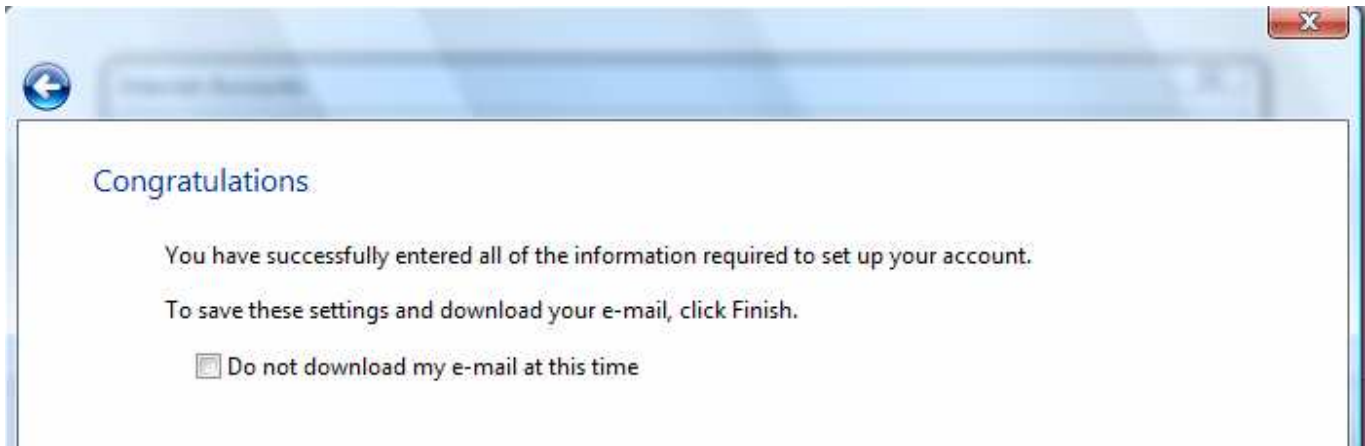 Congratulations
You have successfully entered all of the information required to set up your account.
To save these settings and download your e-mail, click Finish.
Do not download my e-mail at this time